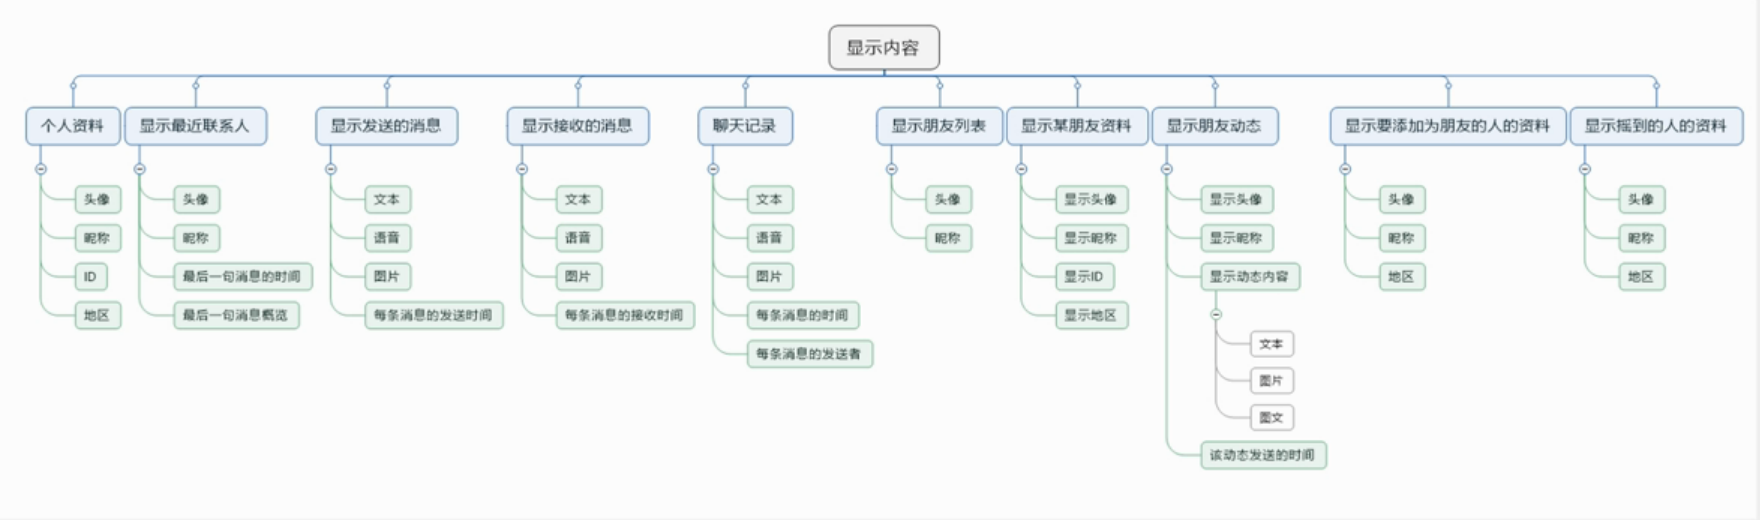 显示内容
个人资料
头像
昵称
ID
地区
显示最近联系人
头像
昵称
最后一句消息的时间
最后一句消息概览
显示发送的消息
文本
语音
图片
每条消息的发送时间
显示接收的消息
文本
语音
图片
每条消息的接收时间
聊天记录
文本
语音
图片
每条消息的时间
每条消息的发送者
显示朋友列表
头像
昵称
显示某朋友资料
显示头像
显示昵称
显示ID
显示地区
显示朋友动态
显示头像
显示昵称
显示动态内容
文本
图片
图文
该动态发送的时间
显示要添加为朋友的人的资料
头像
昵称
地区
显示摇到的人的资料
头像
昵称
地区